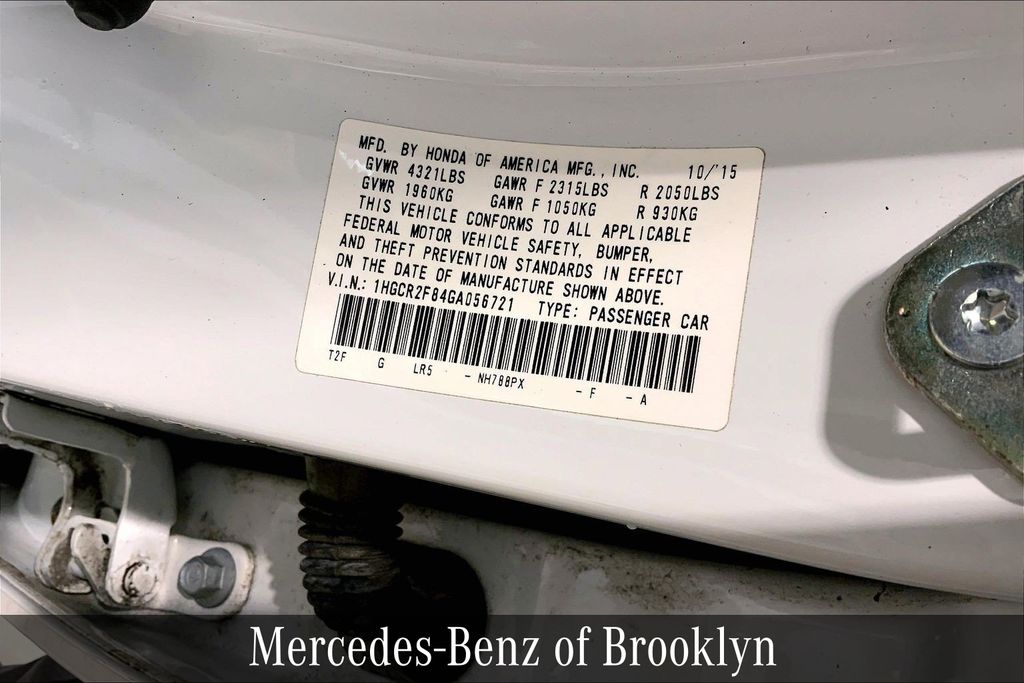 MFD. BY HONDA OF AMERICA MFG., INC. 10/'15
GVWR 4321LBS GAWR F 2315LBS R 2050LBS
GVWR 1960KG GAWR F 1050KG R 930KG
THIS VEHICLE CONFORMS TO ALL APPLICABLE
FEDERAL MOTOR VEHICLE SAFETY, BUMPER,
AND THEFT PREVENTION STANDARDS IN EFFECT
ON THE DATE OF MANUFACTURE SHOWN ABOVE.
V.I.N.: 1HGCR2F84GA056721 TYPE: PASSENGER CAR
T2F G LR5 - NH788PX - F - A
Mercedes-Benz of Brooklyn